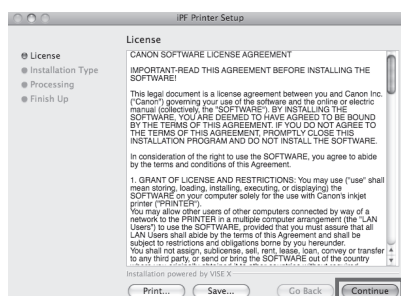 iPF Printer Setup
License
License
Installation Type
Processing
Finish Up
CANON SOFTWARE LICENSE AGREEMENT
IMPORTANT-READ THIS AGREEMENT BEFORE INSTALLING THE
SOFTWARE!
This legal document is a license agreement between you and Canon Inc.
("Canon") governing your use of the software and the online or electric
manual (collectively, the "SOFTWARE"). BY INSTALLING THE
SOFTWARE, YOU ARE DEEMED TO HAVE AGREED TO BE BOUND
BY THE TERMS OF THIS AGREEMENT. IF YOU DO NOT AGREE TO
THE TERMS OF THIS AGREEMENT, PROMPTLY CLOSE THIS
INSTALLATION PROGRAM AND DO NOT INSTALL THE SOFTWARE.
In consideration of the right to use the SOFTWARE, you agree to abide
by the terms and conditions of this Agreement.
1. GRANT OF LICENSE AND RESTRICTIONS: You may use ("use" shall
mean storing, loading, installing, executing, or displaying) the
SOFTWARE on your computer solely for the use with Canon's inkjet
printer ("PRINTER").
You may allow other users of other computers connected by way of a
network to the PRINTER in a multiple computer arrangement (the "LAN
Users") to use the SOFTWARE, provided that you must assure that all
LAN Users shall abide by the terms of this Agreement and shall be
subject to restrictions and obligations borne by you hereunder.
You shall not assign, sublicense, sell, rent, lease, loan, convey or transfer
to any third party, or send or bring the SOFTWARE out of the country
Installation powered by VISE X
Print...
Save...
Go Back
Continue